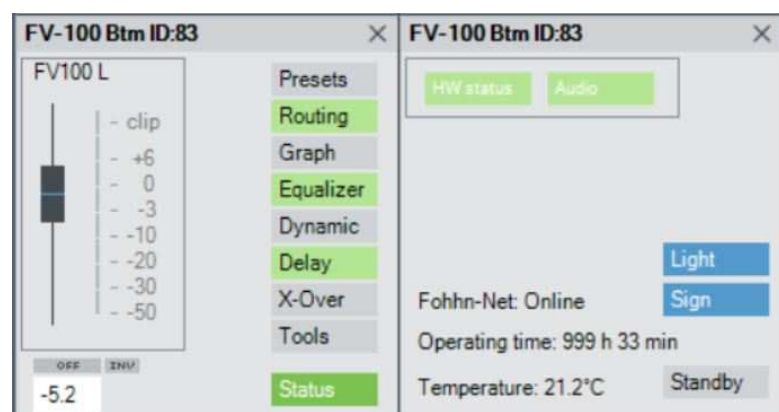 FV-100 Btm ID:83
FV100 L
clip
+6
0
-3
-10
-20
-30
-50
OFF INV
-5.2
Presets
Routing
Graph
Equalizer
Dynamic
Delay
X-Over
Tools
Status
FV-100 Btm ID:83
HW status Audio
Light
Fohhn-Net: Online Sign
Operating time: 999 h 33 min
Temperature: 21.2°C Standby